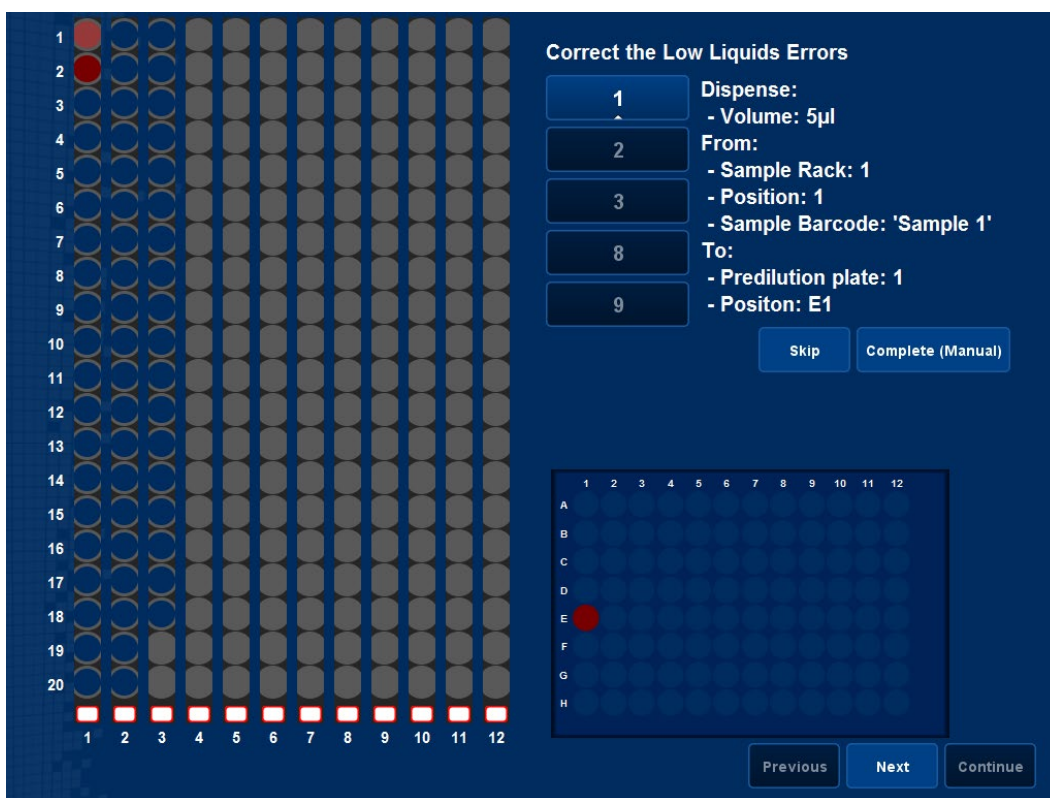 1
2
3
4
5
6
7
8
9
10
11
12
13
14
15
16
17
18
19
20
1 2 3 4 5 6 7 8 9 10 11 12
Correct the Low Liquids Errors
1
2
3
8
9
Dispense:
- Volume: 5µl
From:
- Sample Rack: 1
- Position: 1
- Sample Barcode: 'Sample 1'
To:
- Predilution plate: 1
- Positon: E1
Skip Complete (Manual)
1 2 3 4 5 6 7 8 9 10 11 12
A
B
C
D
E
F
G
H
Previous Next Continue